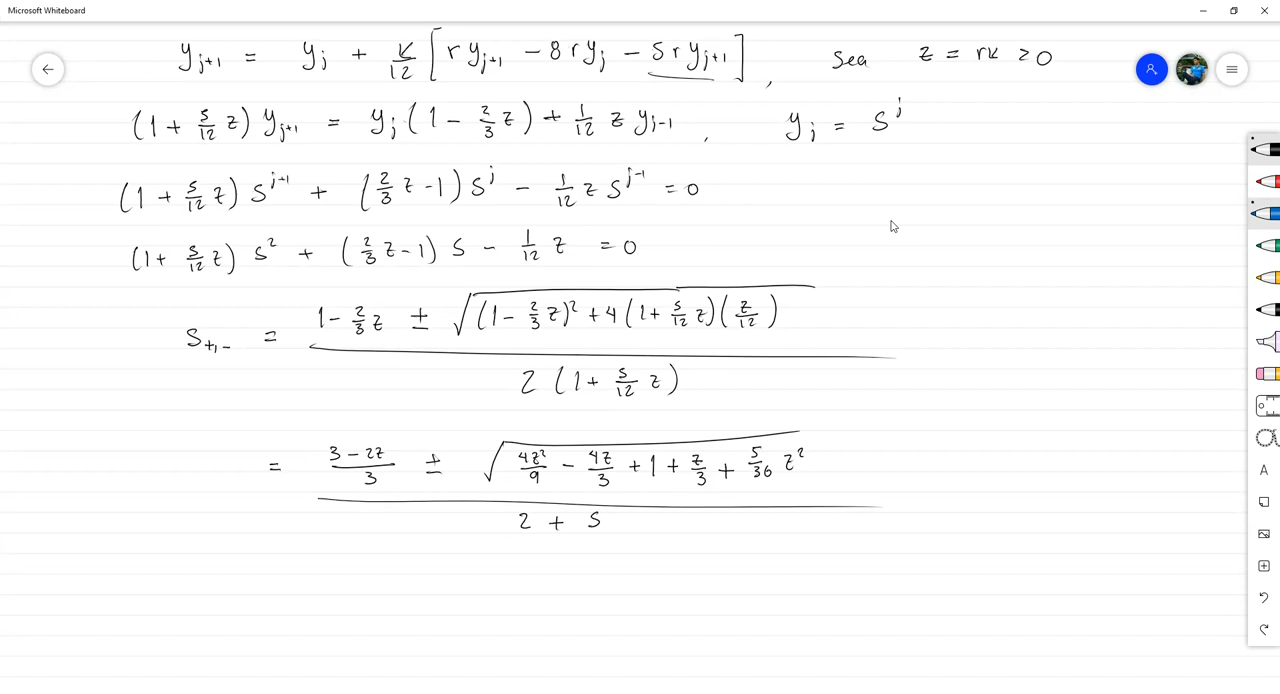 Microsoft Whiteboard
y_{j+1} = y_j + k/12 [ r y_{j+1} - 8 r y_j - 5 r y_{j+1} ] , Sea z = rk ≥ 0
(1 + 5/12 z) y_{j+1} = y_j (1 - 2/3 z) + 1/12 z y_{j-1} , y_j = s^j
(1 + 5/12 z) s^{j+1} + (2/3 z - 1) s^j - 1/12 z s^{j-1} = 0
(1 + 5/12 z) s^2 + (2/3 z - 1) s - 1/12 z = 0
s_{+,-} = (1 - 2/3 z ± √((1 - 2/3 z)^2 + 4 (1 + 5/12 z)(z/12))) / (2 (1 + 5/12 z))
= ((3 - 2z)/3 ± √(4z^2/9 - 4z/3 + 1 + z/3 + 5/36 z^2)) / (2 + 5
A